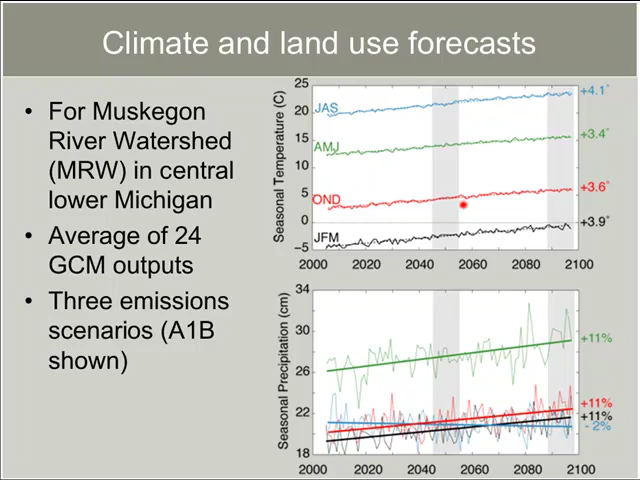 Climate and land use forecasts
• For Muskegon
River Watershed
(MRW) in central
lower Michigan
• Average of 24
GCM outputs
• Three emissions
scenarios (A1B
shown)
Seasonal Temperature (C)
25
20
15
10
5
0
−5
JAS
AMJ
OND
JFM
+4.1°
+3.4°
+3.6°
+3.9°
2000 2020 2040 2060 2080 2100
Seasonal Precipitation (cm)
34
30
26
22
18
+11%
+11%
+11%
- 2%
2000 2020 2040 2060 2080 2100